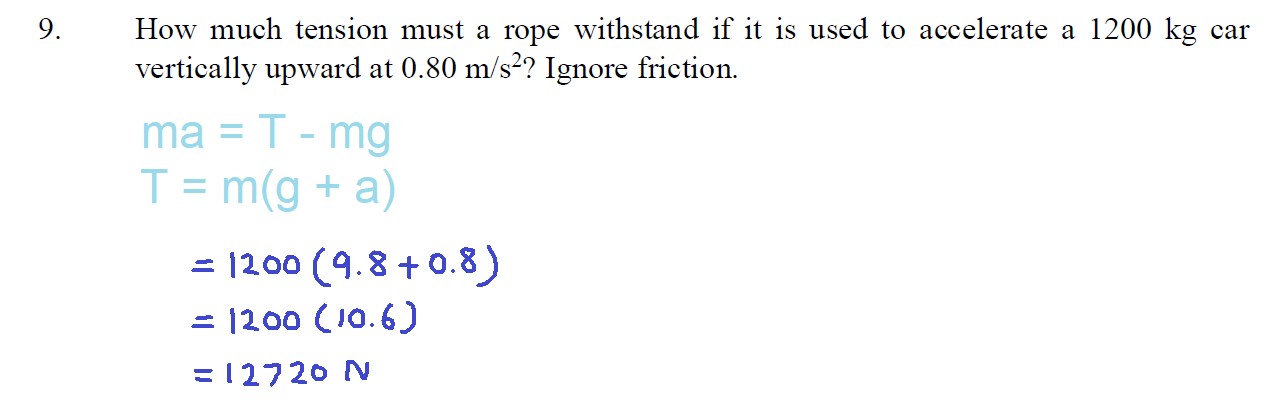 9. How much tension must a rope withstand if it is used to accelerate a 1200 kg car
vertically upward at 0.80 m/s²? Ignore friction.
ma = T - mg
T = m(g + a)
= 1200 (9.8 + 0.8)
= 1200 (10.6)
= 12720 N